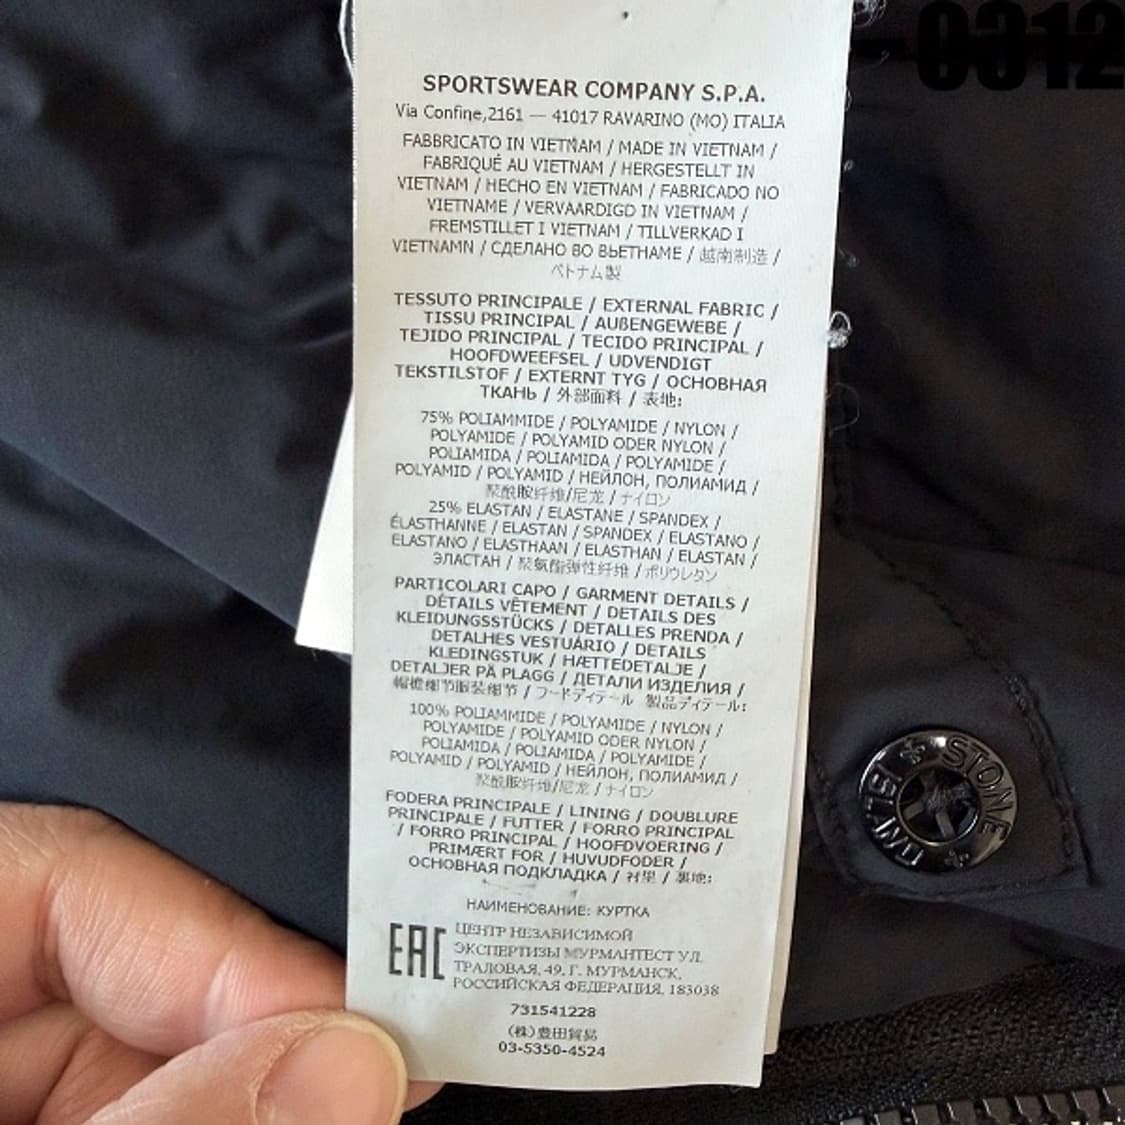 0312
SPORTSWEAR COMPANY S.P.A.
Via Confine,2161 — 41017 RAVARINO (MO) ITALIA
FABBRICATO IN VIETNAM / MADE IN VIETNAM /
FABRIQUÉ AU VIETNAM / HERGESTELLT IN
VIETNAM / HECHO EN VIETNAM / FABRICADO NO
VIETNAME / VERVAARDIGD IN VIETNAM /
FREMSTILLET I VIETNAM / TILLVERKAD I
VIETNAMN / СДЕЛАНО ВО ВЬЕТНАМЕ / 越南制造 /
ベトナム製
TESSUTO PRINCIPALE / EXTERNAL FABRIC /
TISSU PRINCIPAL / AUßENGEWEBE /
TEJIDO PRINCIPAL / TECIDO PRINCIPAL /
HOOFDWEEFSEL / UDVENDIGT
TEKSTILSTOF / EXTERNT TYG / ОСНОВНАЯ
ТКАНЬ / 外部面料 / 表地:
75% POLIAMMIDE / POLYAMIDE / NYLON /
POLYAMIDE / POLYAMID ODER NYLON /
POLIAMIDA / POLIAMIDA / POLYAMIDE /
POLYAMID / POLYAMID / НЕЙЛОН, ПОЛИАМИД /
聚酰胺纤维/尼龙 / ナイロン
25% ELASTAN / ELASTANE / SPANDEX /
ÉLASTHANNE / ELASTAN / SPANDEX / ELASTANO /
ELASTANO / ELASTHAAN / ELASTHAN / ELASTAN /
ЭЛАСТАН / 聚氨酯弹性纤维 / ポリウレタン
PARTICOLARI CAPO / GARMENT DETAILS /
DÉTAILS VÊTEMENT / DETAILS DES
KLEIDUNGSSTÜCKS / DETALLES PRENDA /
DETALHES VESTUÁRIO / DETAILS
KLEDINGSTUK / HÆTTEDETALJE /
DETALJER PÅ PLAGG / ДЕТАЛИ ИЗДЕЛИЯ /
帽檐细节服装细节 / フードディテール 製品ディテール:
100% POLIAMMIDE / POLYAMIDE / NYLON /
POLYAMIDE / POLYAMID ODER NYLON /
POLIAMIDA / POLIAMIDA / POLYAMIDE /
POLYAMID / POLYAMID / НЕЙЛОН, ПОЛИАМИД /
聚酰胺纤维/尼龙 / ナイロン
FODERA PRINCIPALE / LINING / DOUBLURE
PRINCIPALE / FUTTER / FORRO PRINCIPAL
/ FORRO PRINCIPAL / HOOFDVOERING /
PRIMÆRT FOR / HUVUDFODER /
ОСНОВНАЯ ПОДКЛАДКА / 衬里 / 裏地:
НАИМЕНОВАНИЕ: КУРТКА
EAC
ЦЕНТР НЕЗАВИСИМОЙ
ЭКСПЕРТИЗЫ МУРМАНТЕСТ УЛ.
ТРАЛОВАЯ, 49, Г. МУРМАНСК,
РОССИЙСКАЯ ФЕДЕРАЦИЯ, 183038
731541228
(株)豊田貿易
03-5350-4524
STONE
ISLAND